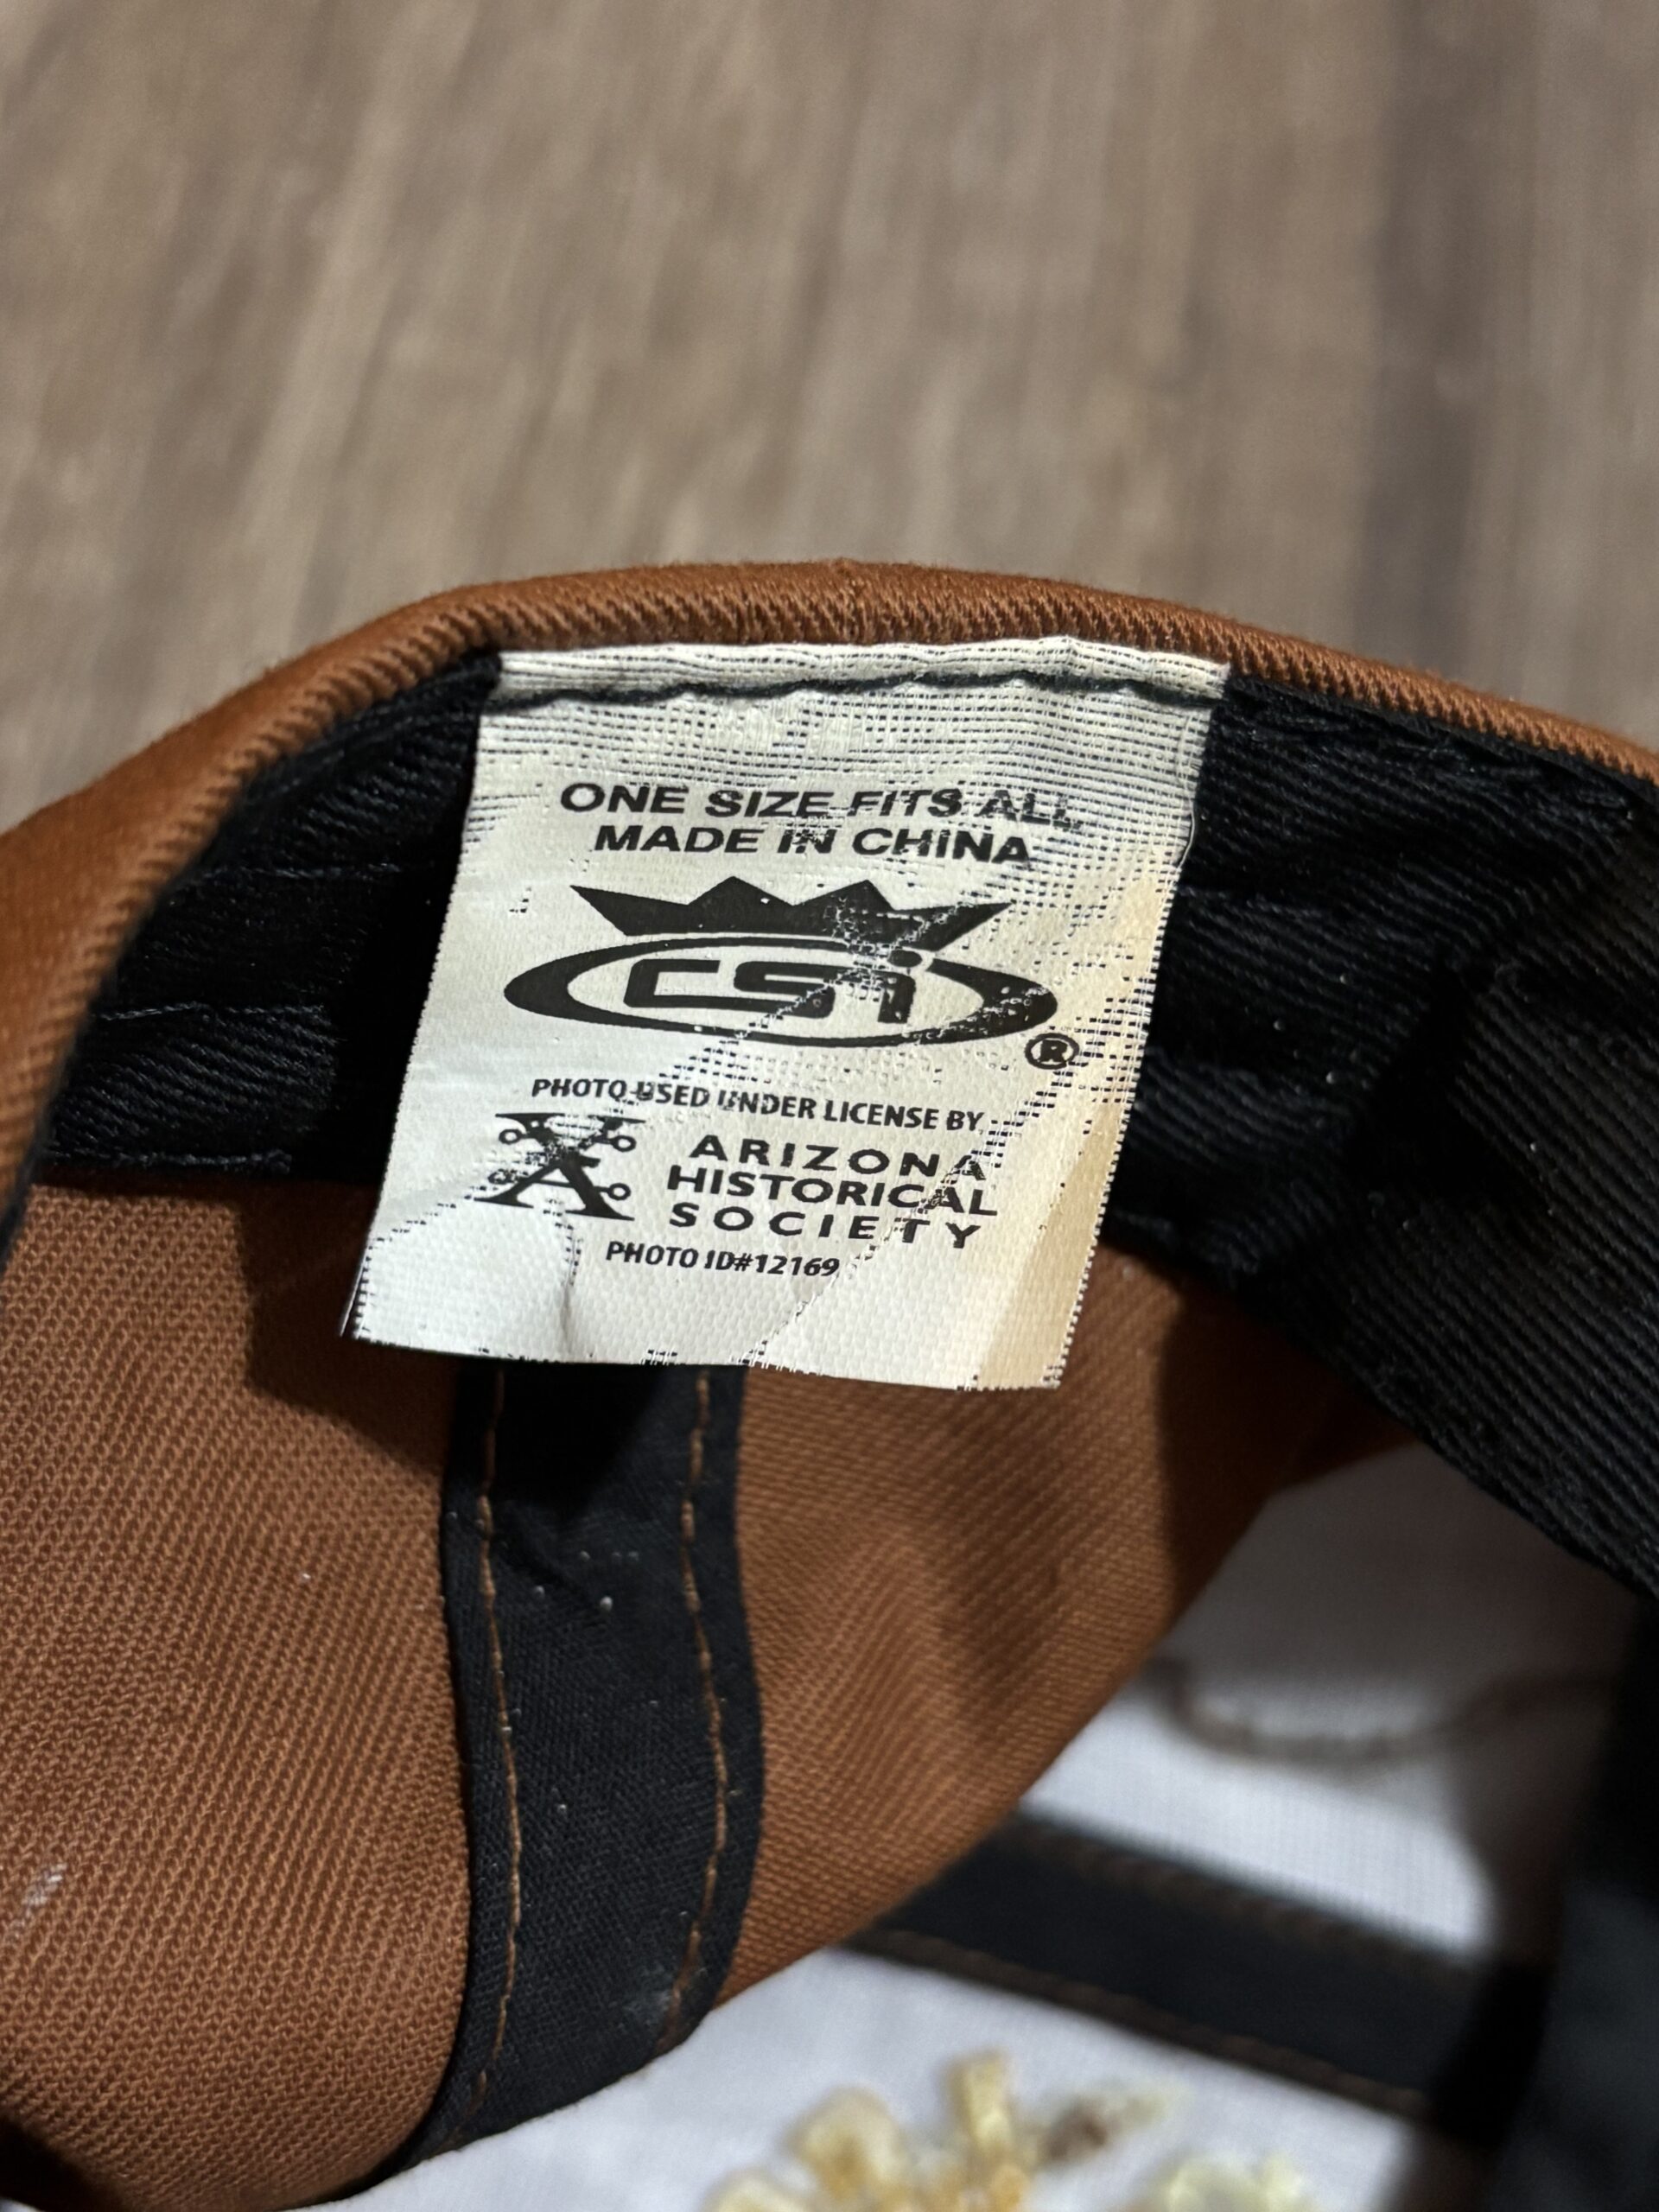 ONE SIZE FITS ALL
MADE IN CHINA
CSi
®
PHOTO USED UNDER LICENSE BY
ARIZONA
HISTORICAL
SOCIETY
PHOTO ID#12169